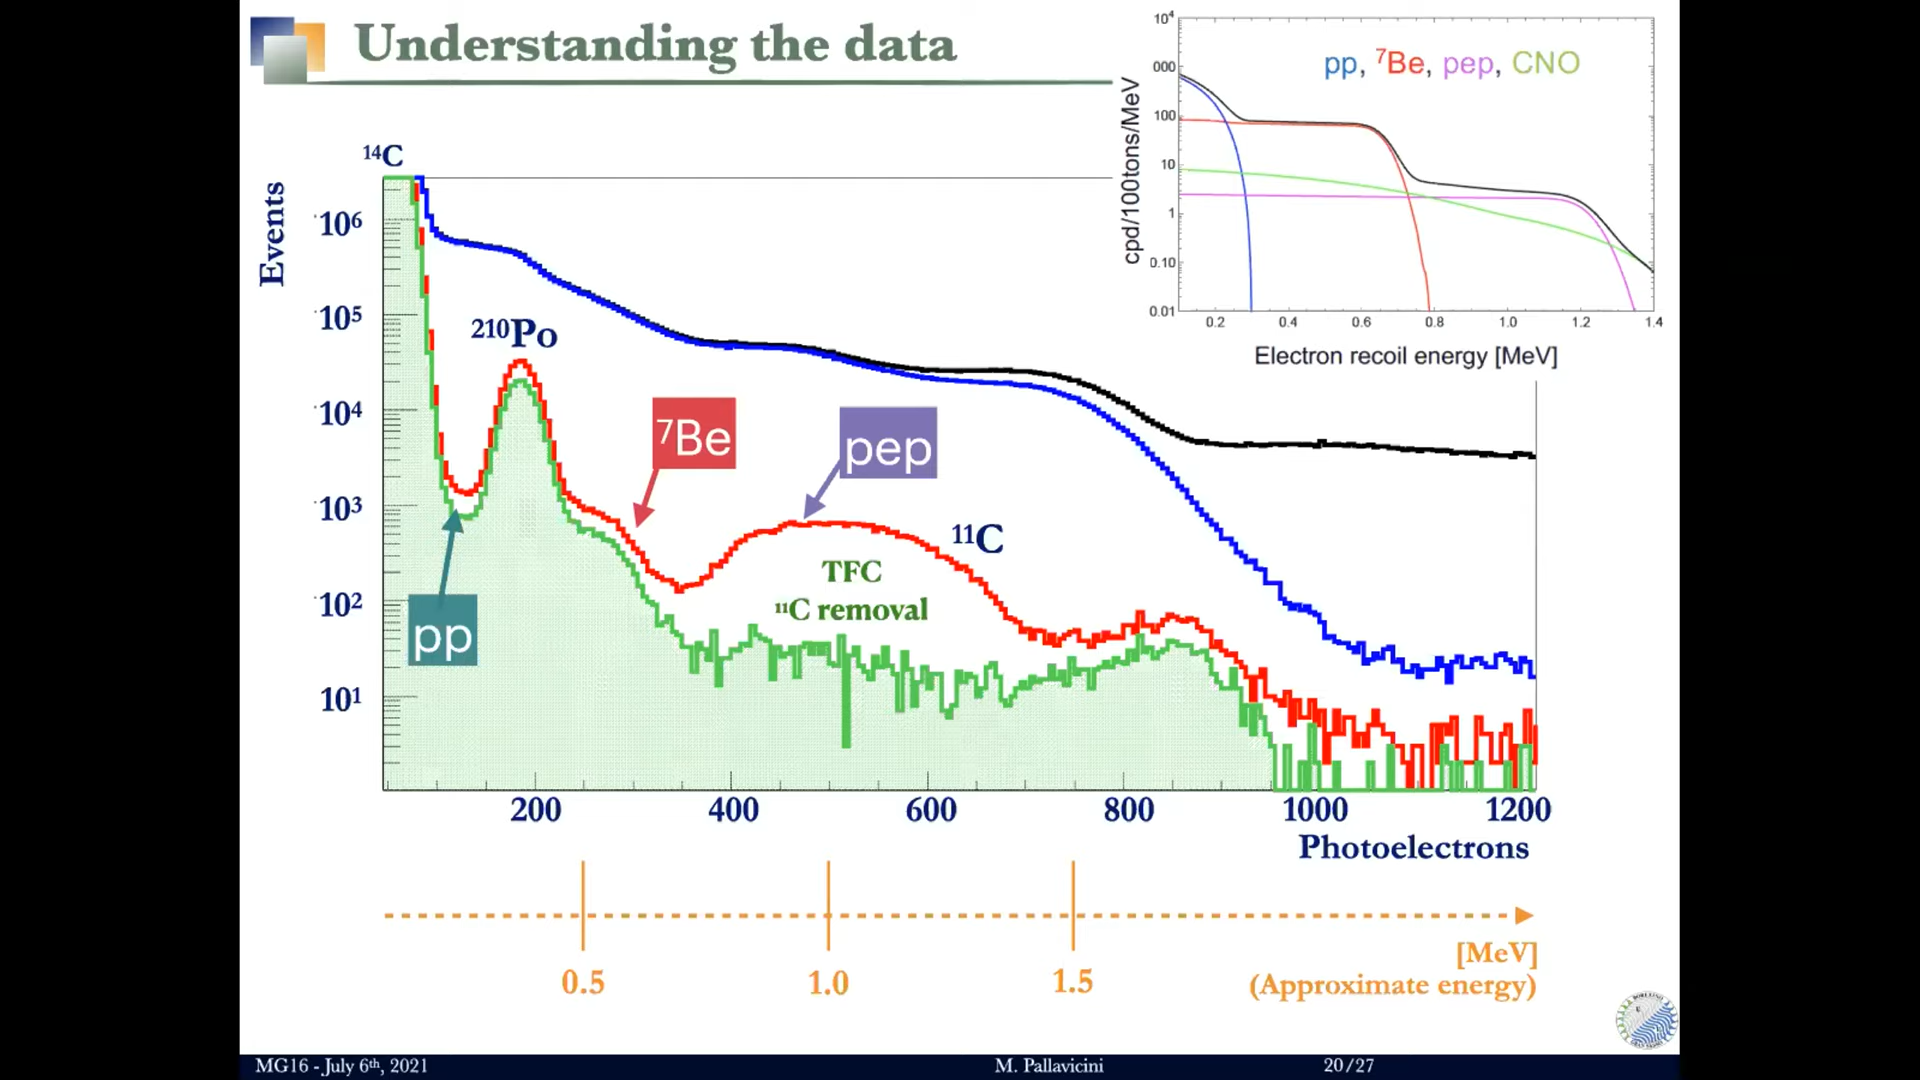 Understanding the data
pp, ⁷Be, pep, CNO
10⁴
000
100
10
1
0.10
0.01
cpd/100tons/MeV
0.2 0.4 0.6 0.8 1.0 1.2 1.4
Electron recoil energy [MeV]
¹⁴C
Events
10⁶
10⁵
10⁴
10³
10²
10¹
²¹⁰Po
⁷Be
pep
¹¹C
TFC
¹¹C removal
pp
200 400 600 800 1000 1200
Photoelectrons
0.5 1.0 1.5
[MeV]
(Approximate energy)
MG16 - July 6ᵗʰ, 2021 M. Pallavicini 20/27